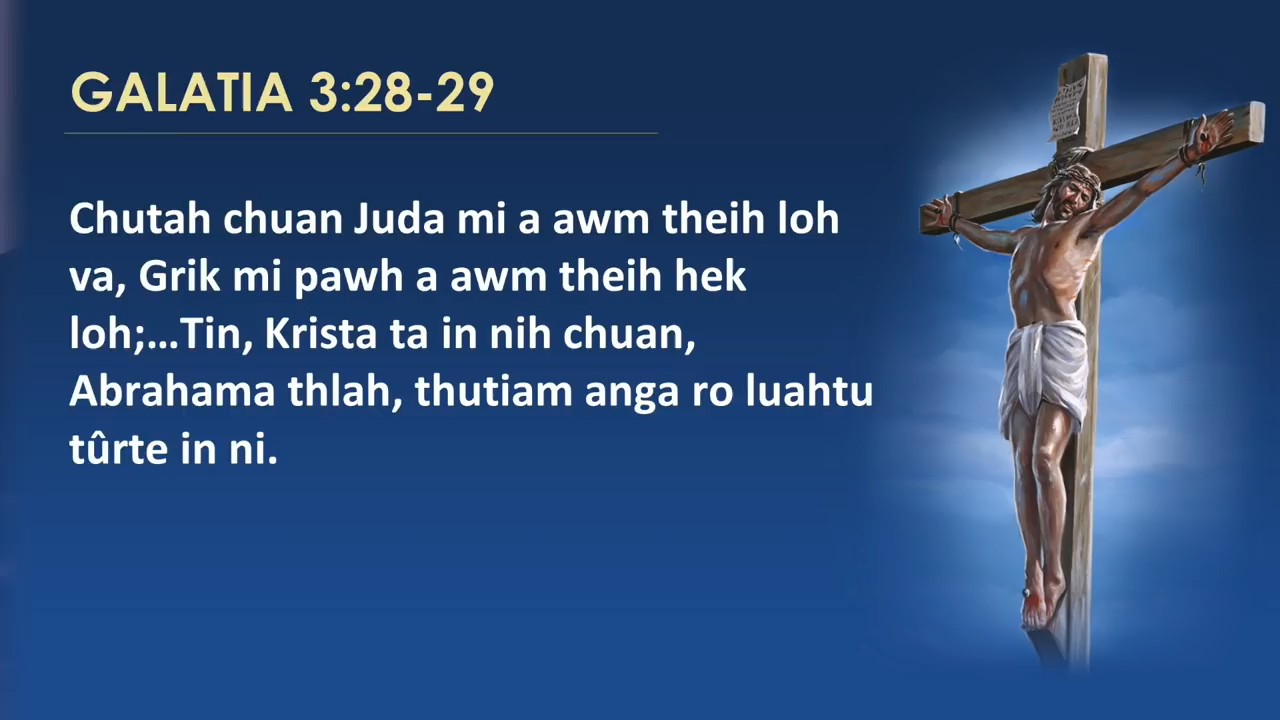 GALATIA 3:28-29
Chutah chuan Juda mi a awm theih loh
va, Grik mi pawh a awm theih hek
loh;...Tin, Krista ta in nih chuan,
Abrahama thlah, thutiam anga ro luahtu
tûrte in ni.